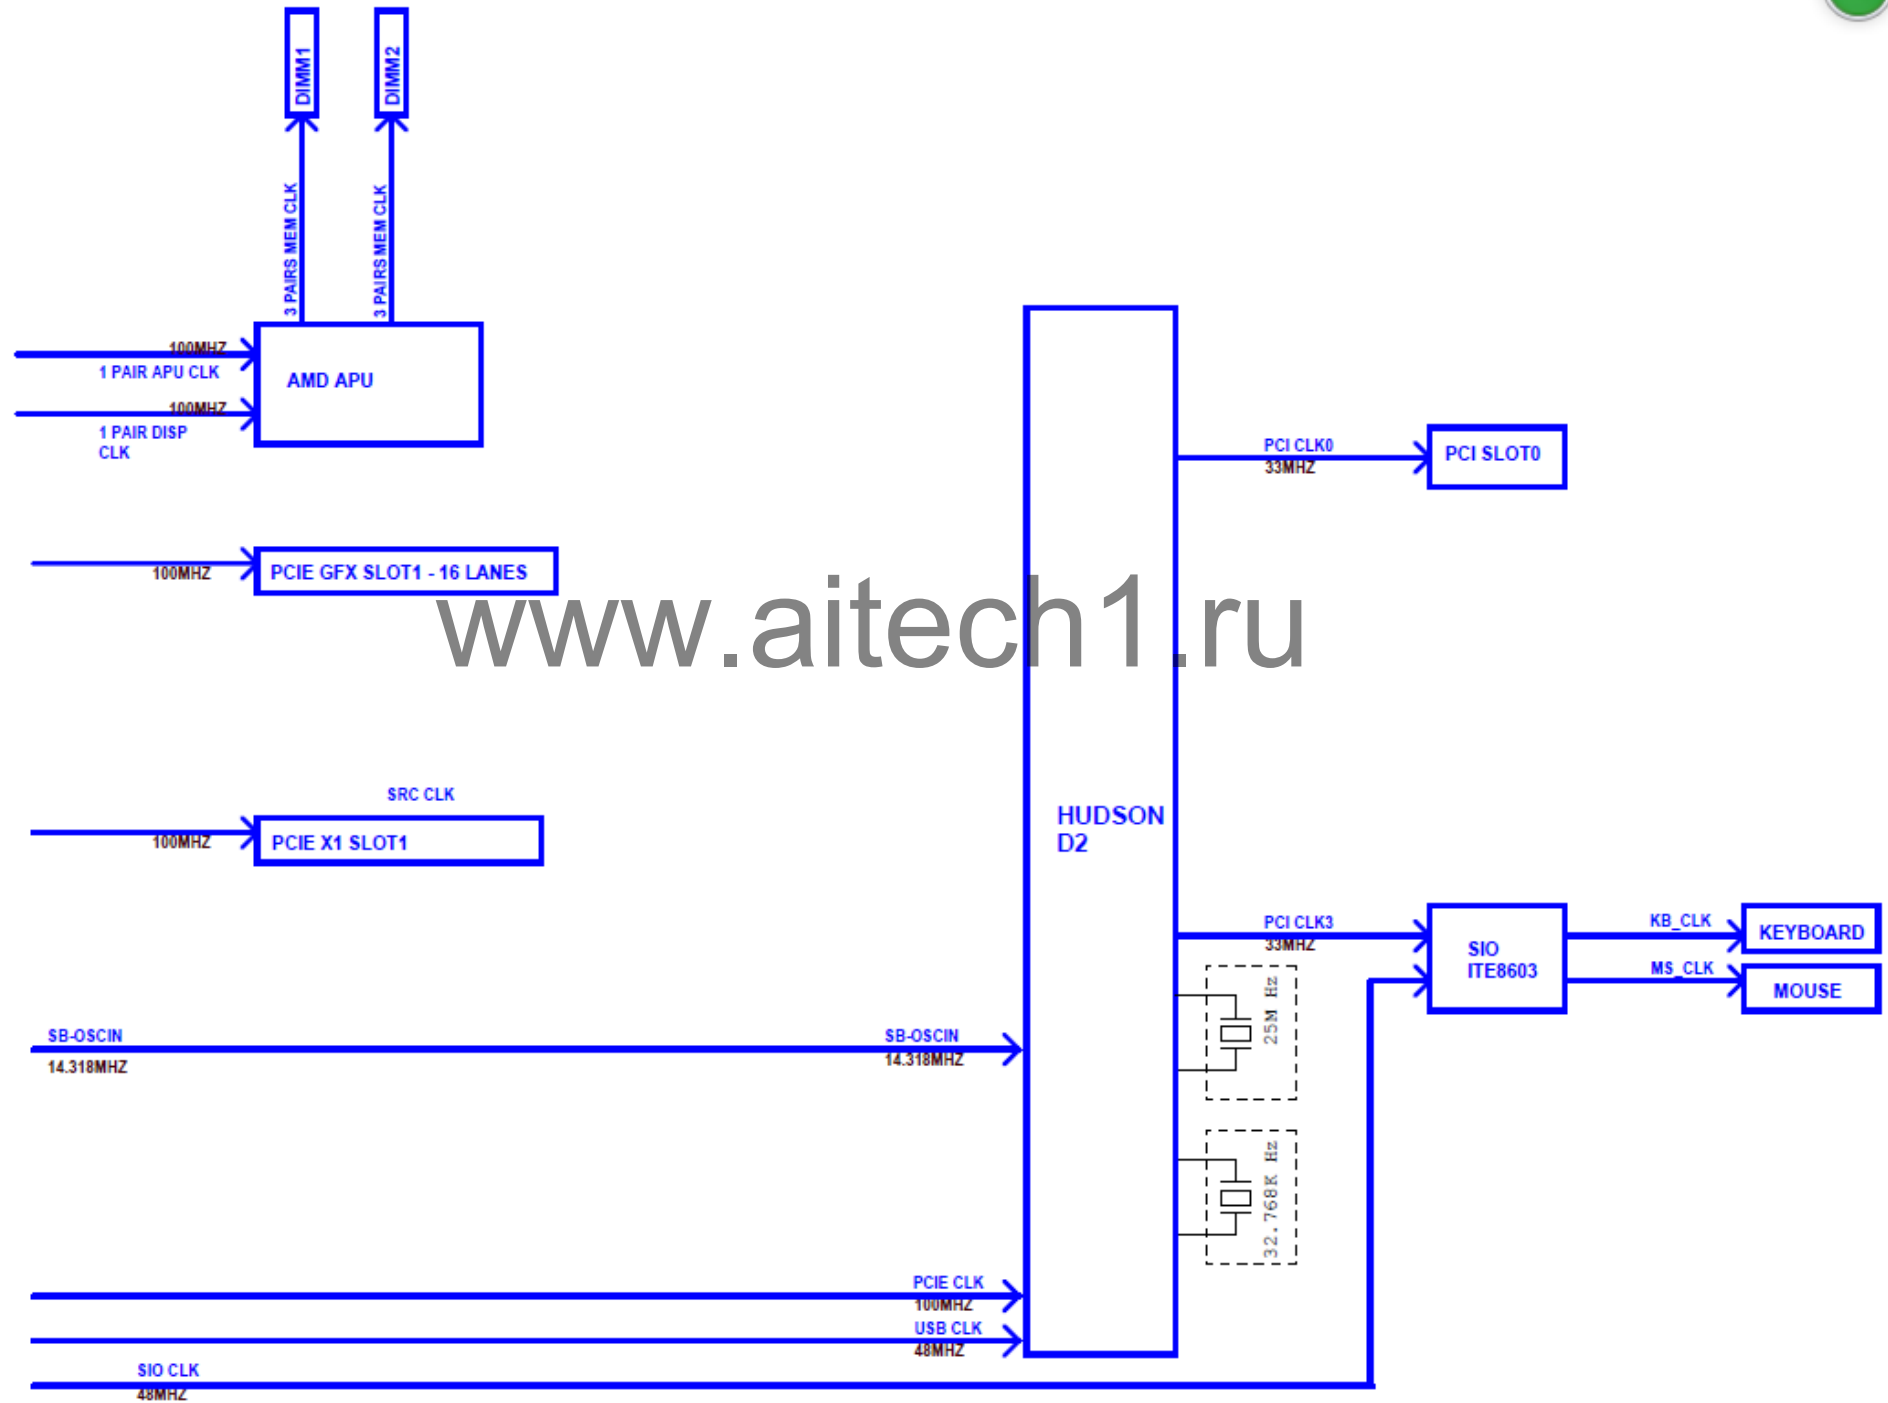 DIMM1
DIMM2
3 PAIRS MEM CLK
3 PAIRS MEM CLK
100MHZ
1 PAIR APU CLK
AMD APU
100MHZ
1 PAIR DISP
CLK
PCI CLK0
33MHZ
PCI SLOT0
100MHZ
PCIE GFX SLOT1 - 16 LANES
www.aitech1.ru
SRC CLK
100MHZ
PCIE X1 SLOT1
HUDSON
D2
PCI CLK3
33MHZ
SIO
ITE8603
KB_CLK
KEYBOARD
MS_CLK
MOUSE
25M Hz
SB-OSCIN
14.318MHZ
SB-OSCIN
14.318MHZ
32.768K Hz
PCIE CLK
100MHZ
USB CLK
48MHZ
SIO CLK
48MHZ